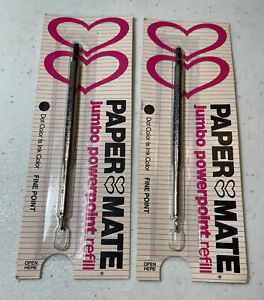 PAPER MATE
jumbo powerpoint refill
Dot Color is Ink Color
FINE POINT
OPEN
HERE
PAPER MATE
jumbo powerpoint refill
Dot Color is Ink Color
FINE POINT
OPEN
HERE